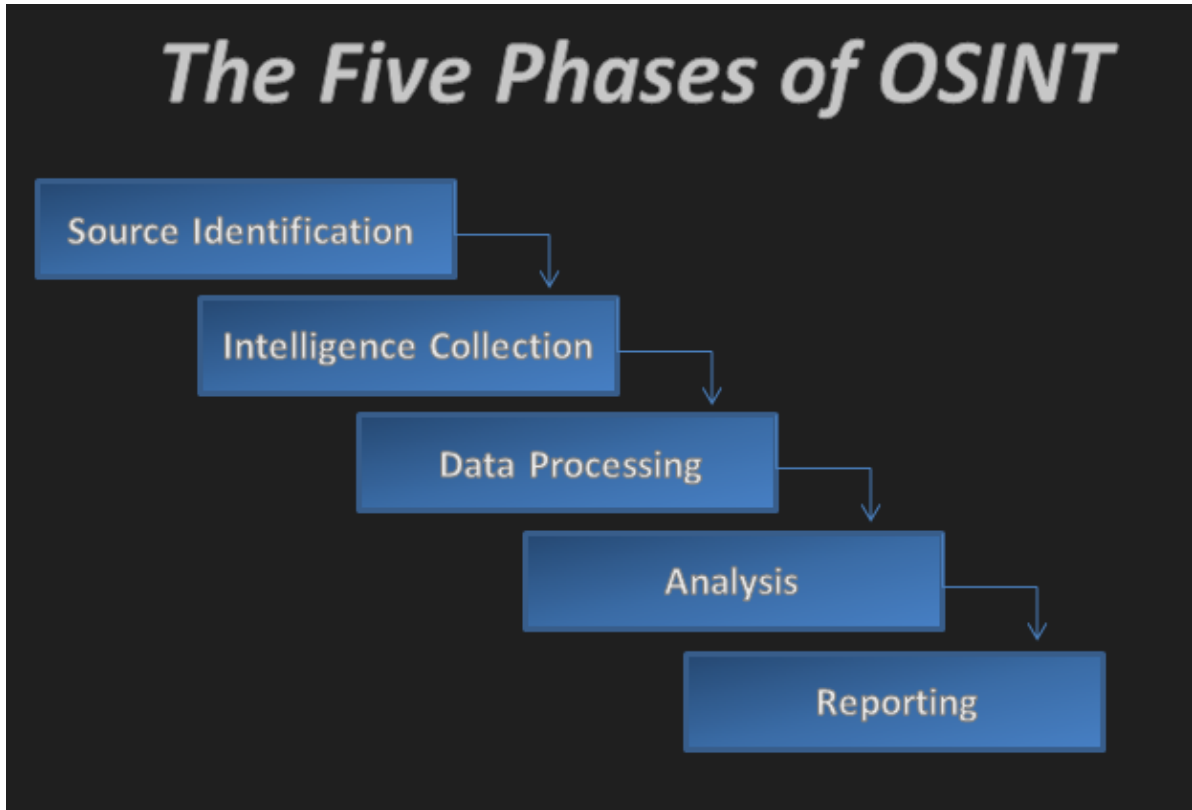 The Five Phases of OSINT
Source Identification
Intelligence Collection
Data Processing
Analysis
Reporting